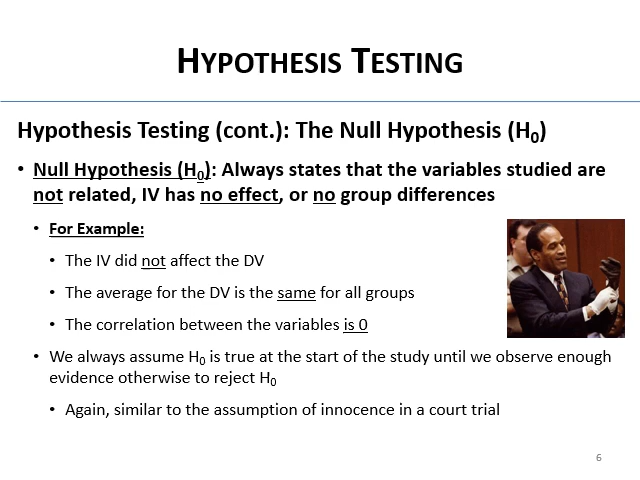 HYPOTHESIS TESTING
Hypothesis Testing (cont.): The Null Hypothesis (H0)
• Null Hypothesis (H0): Always states that the variables studied are
not related, IV has no effect, or no group differences
• For Example:
• The IV did not affect the DV
• The average for the DV is the same for all groups
• The correlation between the variables is 0
• We always assume H0 is true at the start of the study until we observe enough
evidence otherwise to reject H0
• Again, similar to the assumption of innocence in a court trial
6